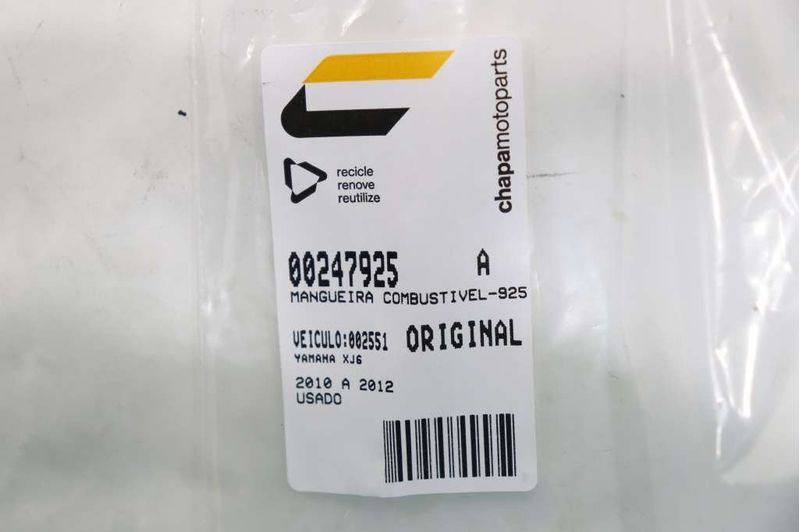 chapamotoparts
recicle
renove
reutilize
00247925 A
MANGUEIRA COMBUSTIVEL-925
VEICULO:002551 ORIGINAL
YAMAHA XJ6
2010 A 2012
USADO